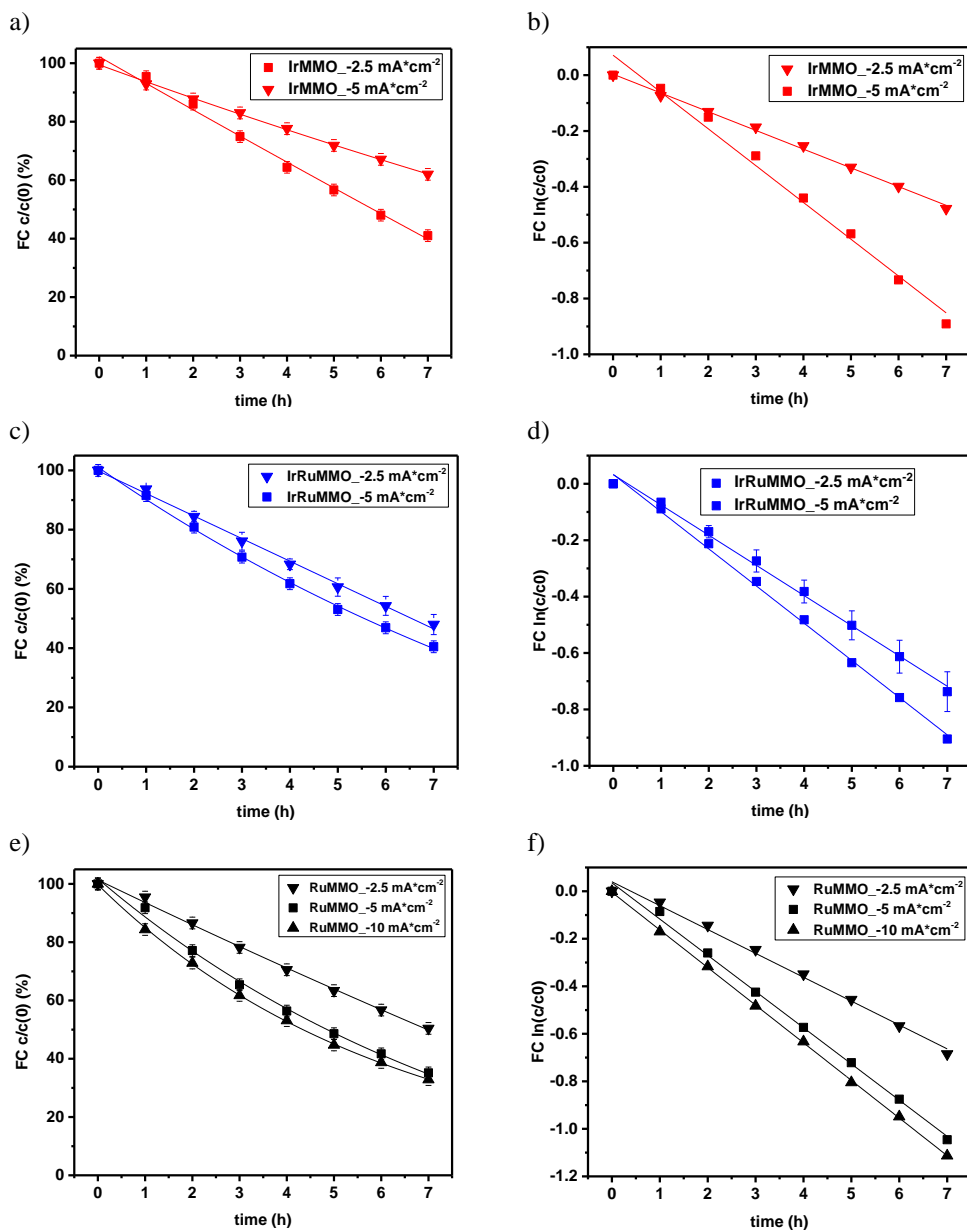 a)
IrMMO_-2.5 mA*cm-2
IrMMO_-5 mA*cm-2
FC c/c(0) (%)
100
80
60
40
20
0
0 1 2 3 4 5 6 7
time (h)
b)
IrMMO_-2.5 mA*cm-2
IrMMO_-5 mA*cm-2
FC ln(c/c0)
0.0
-0.2
-0.4
-0.6
-0.8
-1.0
0 1 2 3 4 5 6 7
time (h)
c)
IrRuMMO_-2.5 mA*cm-2
IrRuMMO_-5 mA*cm-2
FC c/c(0) (%)
100
80
60
40
20
0
0 1 2 3 4 5 6 7
time (h)
d)
IrRuMMO_-2.5 mA*cm-2
IrRuMMO_-5 mA*cm-2
FC ln(c/c0)
0.0
-0.2
-0.4
-0.6
-0.8
-1.0
0 1 2 3 4 5 6 7
time (h)
e)
RuMMO_-2.5 mA*cm-2
RuMMO_-5 mA*cm-2
RuMMO_-10 mA*cm-2
FC c/c(0) (%)
100
80
60
40
20
0
0 1 2 3 4 5 6 7
time (h)
f)
RuMMO_-2.5 mA*cm-2
RuMMO_-5 mA*cm-2
RuMMO_-10 mA*cm-2
FC ln(c/c0)
0.0
-0.2
-0.4
-0.6
-0.8
-1.0
-1.2
0 1 2 3 4 5 6 7
time (h)